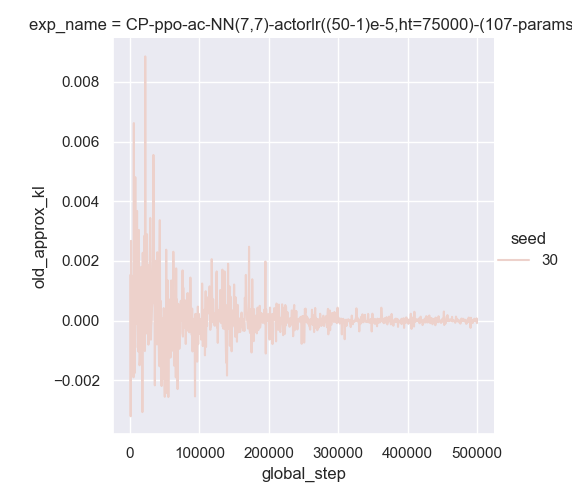 exp_name = CP-ppo-ac-NN(7,7)-actorlr((50-1)e-5,ht=75000)-(107-params
0.008
0.006
0.004
0.002
0.000
−0.002
old_approx_kl
0 100000 200000 300000 400000 500000
global_step
seed
30